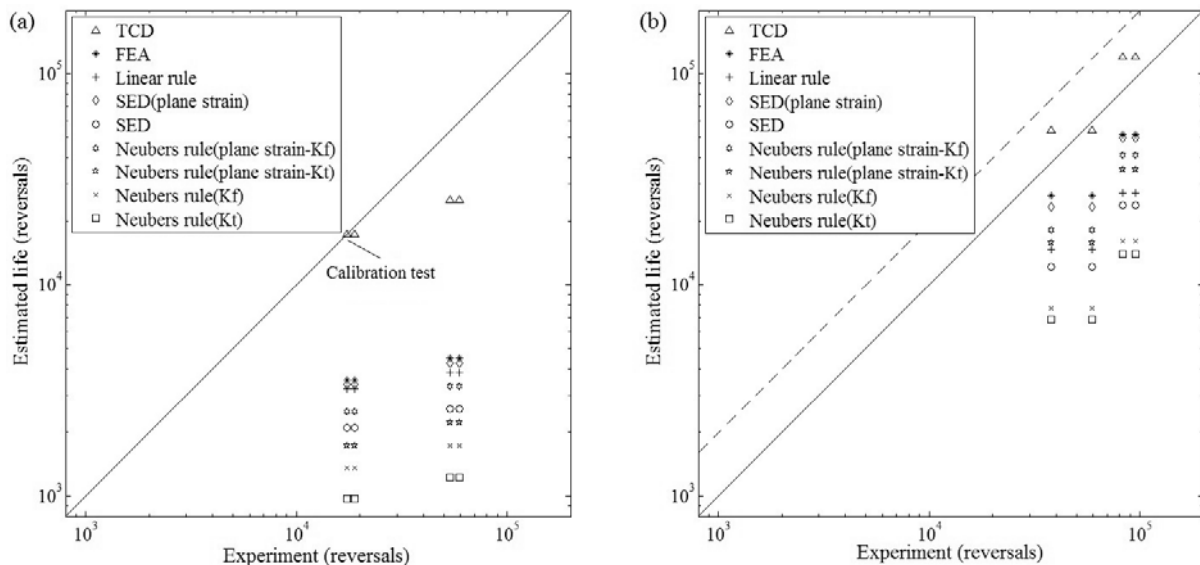 (a)
TCD
FEA
Linear rule
SED(plane strain)
SED
Neubers rule(plane strain-Kf)
Neubers rule(plane strain-Kt)
Neubers rule(Kf)
Neubers rule(Kt)
Calibration test
10^5
10^4
10^3
Estimated life (reversals)
10^3 10^4 10^5
Experiment (reversals)
(b)
TCD
FEA
Linear rule
SED(plane strain)
SED
Neubers rule(plane strain-Kf)
Neubers rule(plane strain-Kt)
Neubers rule(Kf)
Neubers rule(Kt)
10^5
10^4
10^3
Estimated life (reversals)
10^3 10^4 10^5
Experiment (reversals)